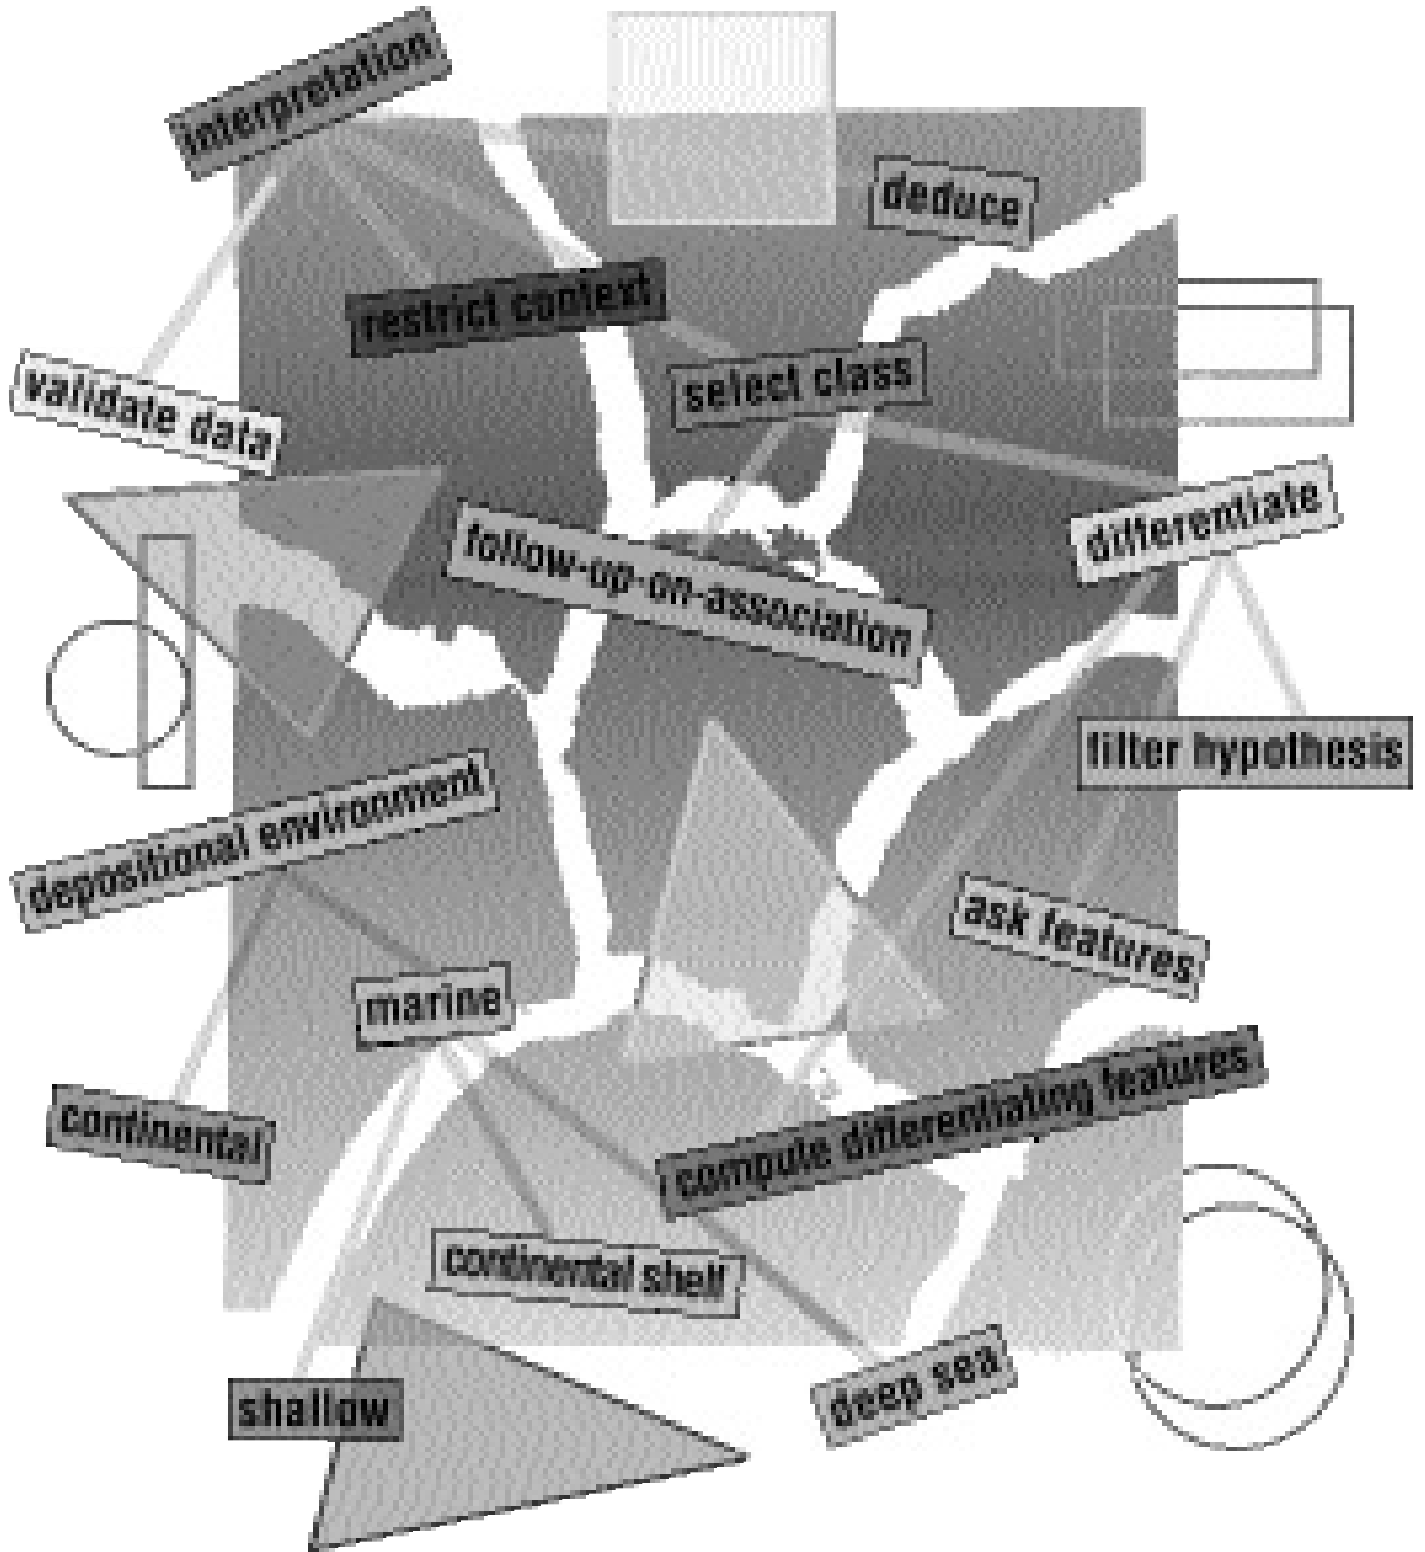 interpretation
deduce
restrict context
select class
validate data
differentiate
follow-up-on-association
filter hypothesis
depositional environment
ask features
marine
compute differentiating features
continental
continental shelf
deep sea
shallow